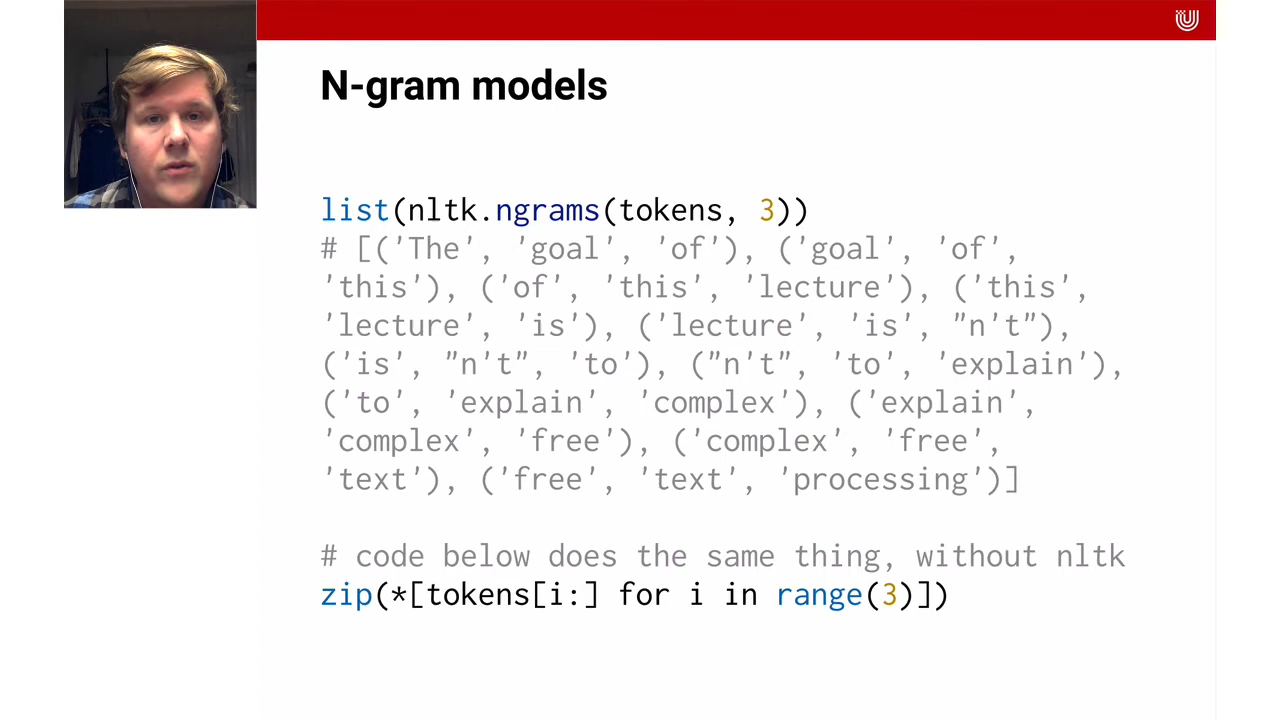 N-gram models
list(nltk.ngrams(tokens, 3))
# [('The', 'goal', 'of'), ('goal', 'of',
'this'), ('of', 'this', 'lecture'), ('this',
'lecture', 'is'), ('lecture', 'is', "n't"),
('is', "n't", 'to'), ("n't", 'to', 'explain'),
('to', 'explain', 'complex'), ('explain',
'complex', 'free'), ('complex', 'free',
'text'), ('free', 'text', 'processing')]
# code below does the same thing, without nltk
zip(*[tokens[i:] for i in range(3)])